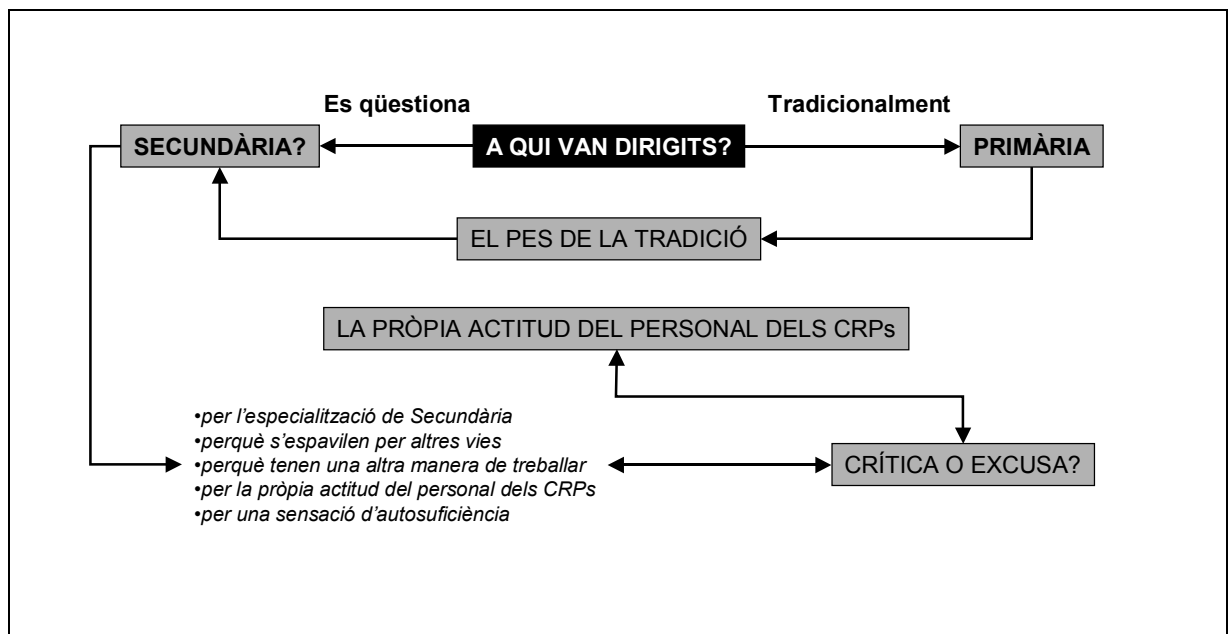 Es qüestiona
Tradicionalment
SECUNDÀRIA?
A QUI VAN DIRIGITS?
PRIMÀRIA
EL PES DE LA TRADICIÓ
LA PRÒPIA ACTITUD DEL PERSONAL DELS CRPs
•per l'especialització de Secundària
•perquè s'espavilen per altres vies
•perquè tenen una altra manera de treballar
•per la pròpia actitud del personal dels CRPs
•per una sensació d'autosuficiència
CRÍTICA O EXCUSA?